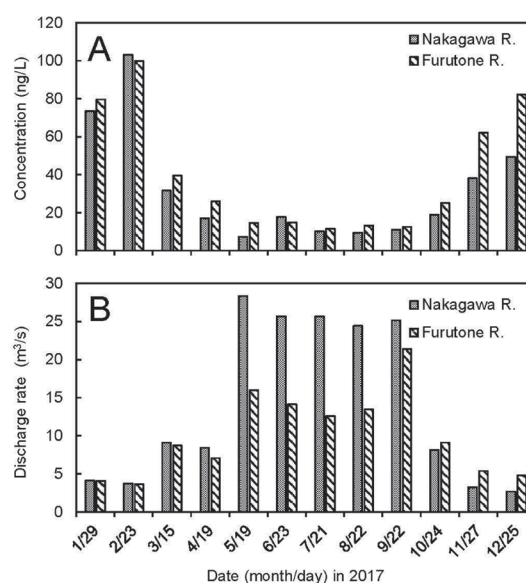 A
Nakagawa R.
Furutone R.
Concentration (ng/L)
120
100
80
60
40
20
0
B
Nakagawa R.
Furutone R.
Discharge rate (m³/s)
30
25
20
15
10
5
0
1/29 2/23 3/15 4/19 5/19 6/23 7/21 8/22 9/22 10/24 11/27 12/25
Date (month/day) in 2017